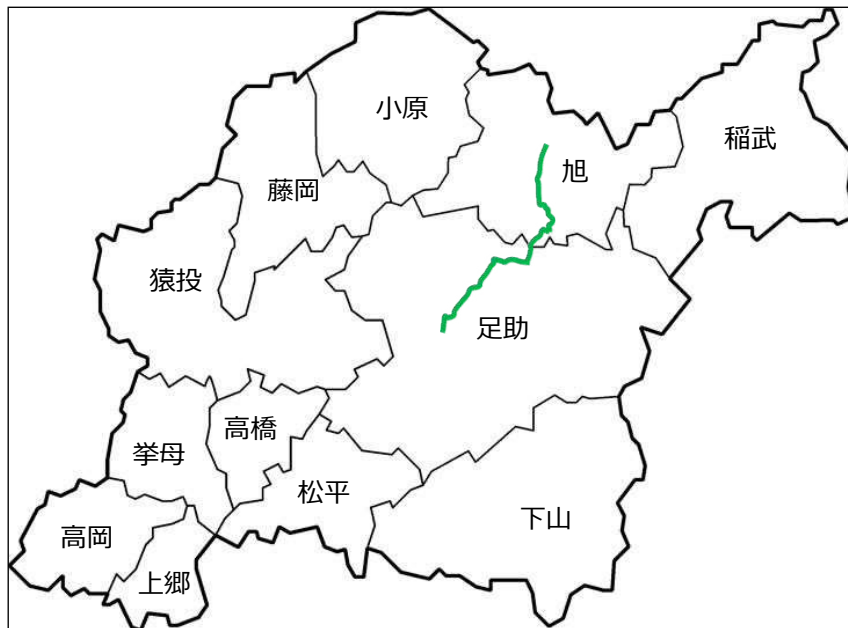 小原
稲武
旭
藤岡
猿投
足助
高橋
挙母
松平
下山
高岡
上郷